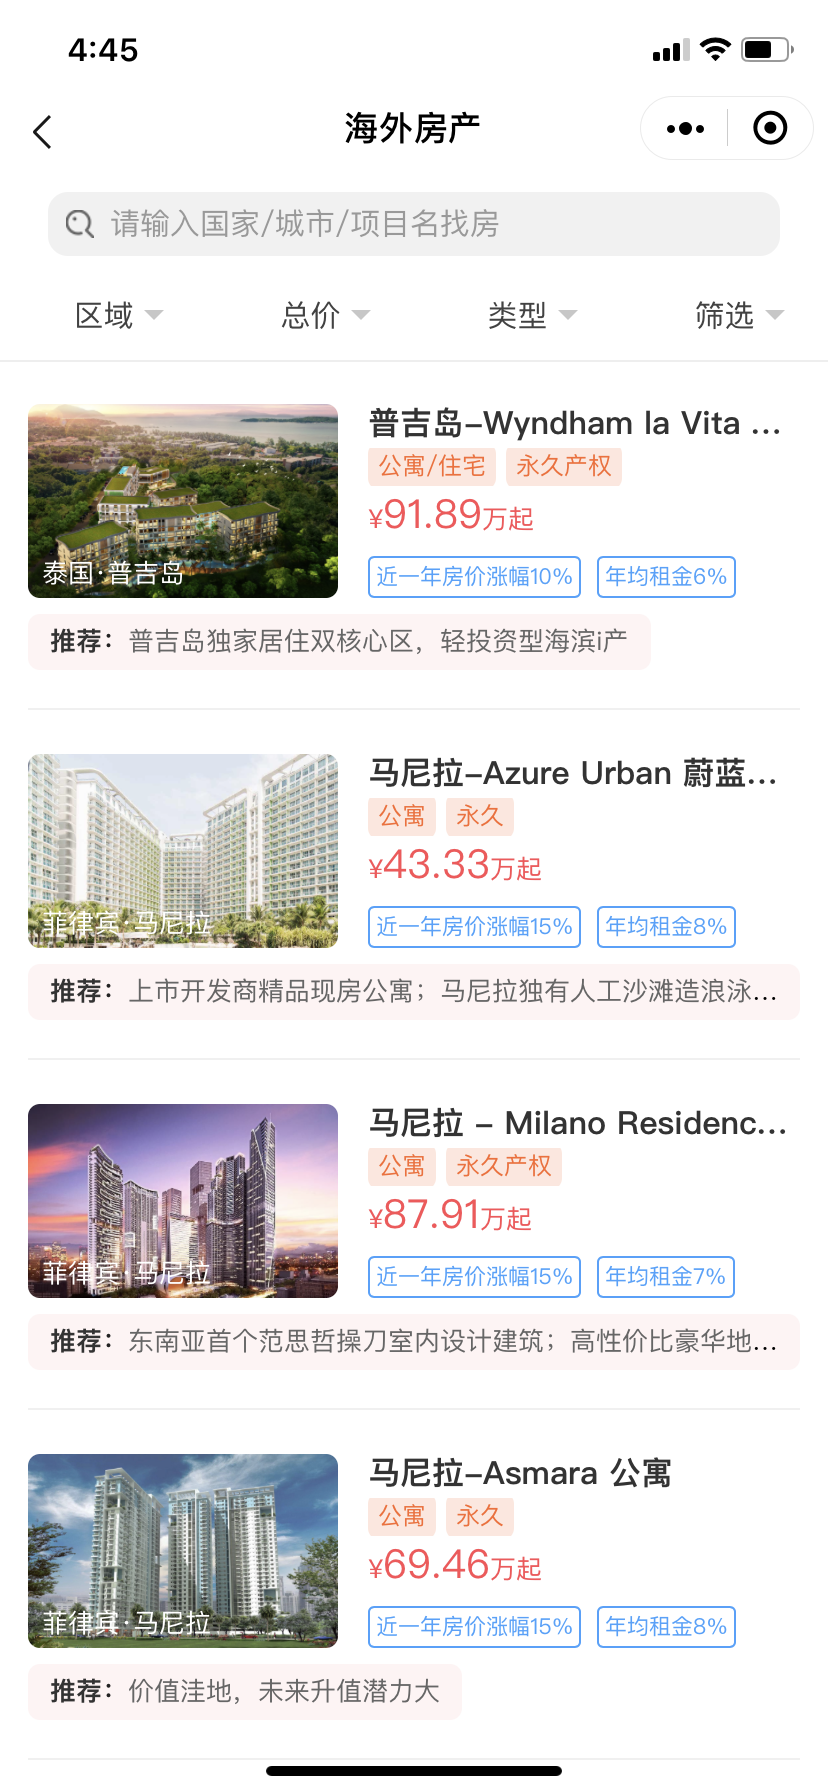 4:45
海外房产
请输入国家/城市/项目名找房
区域 总价 类型 筛选
普吉岛-Wyndham la Vita ...
公寓/住宅 永久产权
¥91.89万起
近一年房价涨幅10% 年均租金6%
泰国·普吉岛
推荐：普吉岛独家居住双核心区，轻投资型海滨i产
马尼拉-Azure Urban 蔚蓝...
公寓 永久
¥43.33万起
近一年房价涨幅15% 年均租金8%
菲律宾·马尼拉
推荐：上市开发商精品现房公寓；马尼拉独有人工沙滩造浪泳...
马尼拉 - Milano Residenc...
公寓 永久产权
¥87.91万起
近一年房价涨幅15% 年均租金7%
菲律宾·马尼拉
推荐：东南亚首个范思哲操刀室内设计建筑；高性价比豪华地...
马尼拉-Asmara 公寓
公寓 永久
¥69.46万起
近一年房价涨幅15% 年均租金8%
菲律宾·马尼拉
推荐：价值洼地，未来升值潜力大